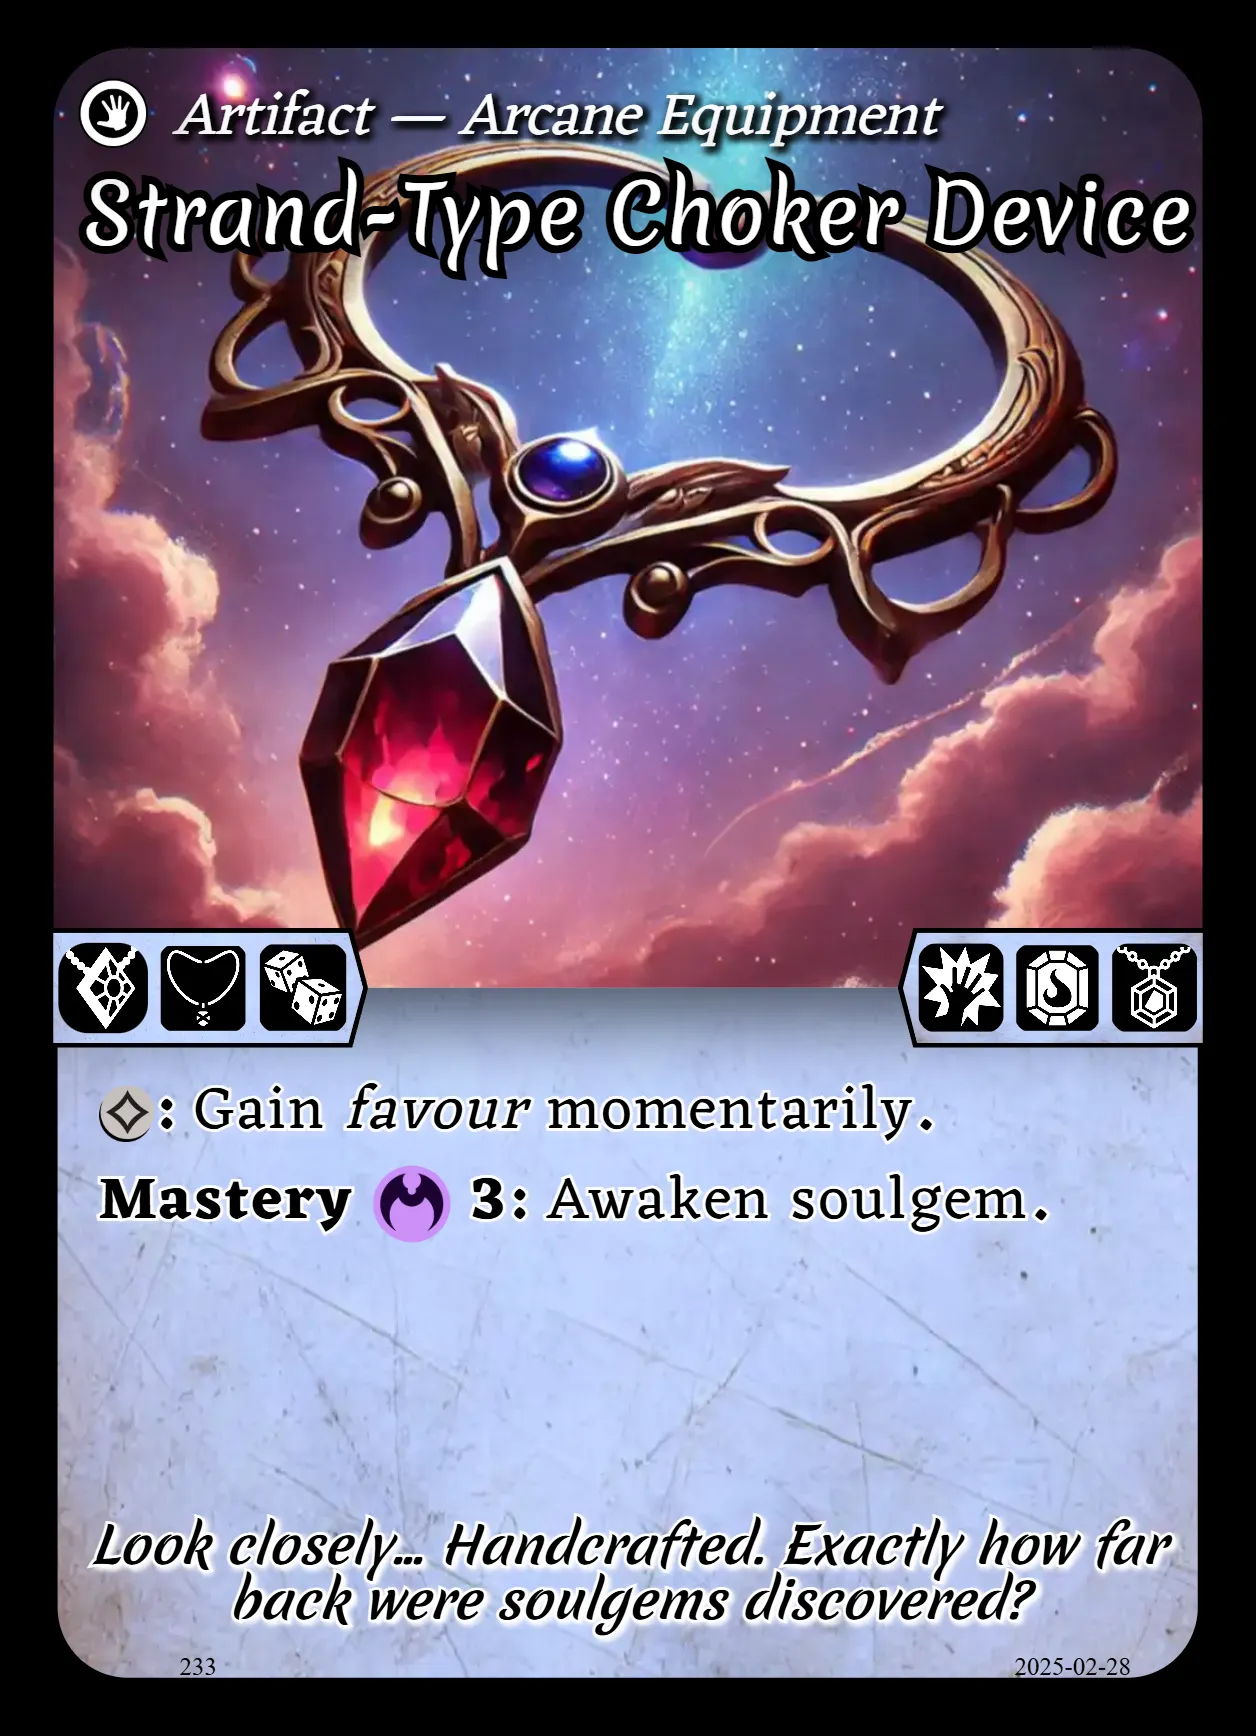 Artifact — Arcane Equipment
Strand-Type Choker Device
: Gain favour momentarily.
Mastery 3: Awaken soulgem.
Look closely... Handcrafted. Exactly how far
back were soulgems discovered?
233
2025-02-28